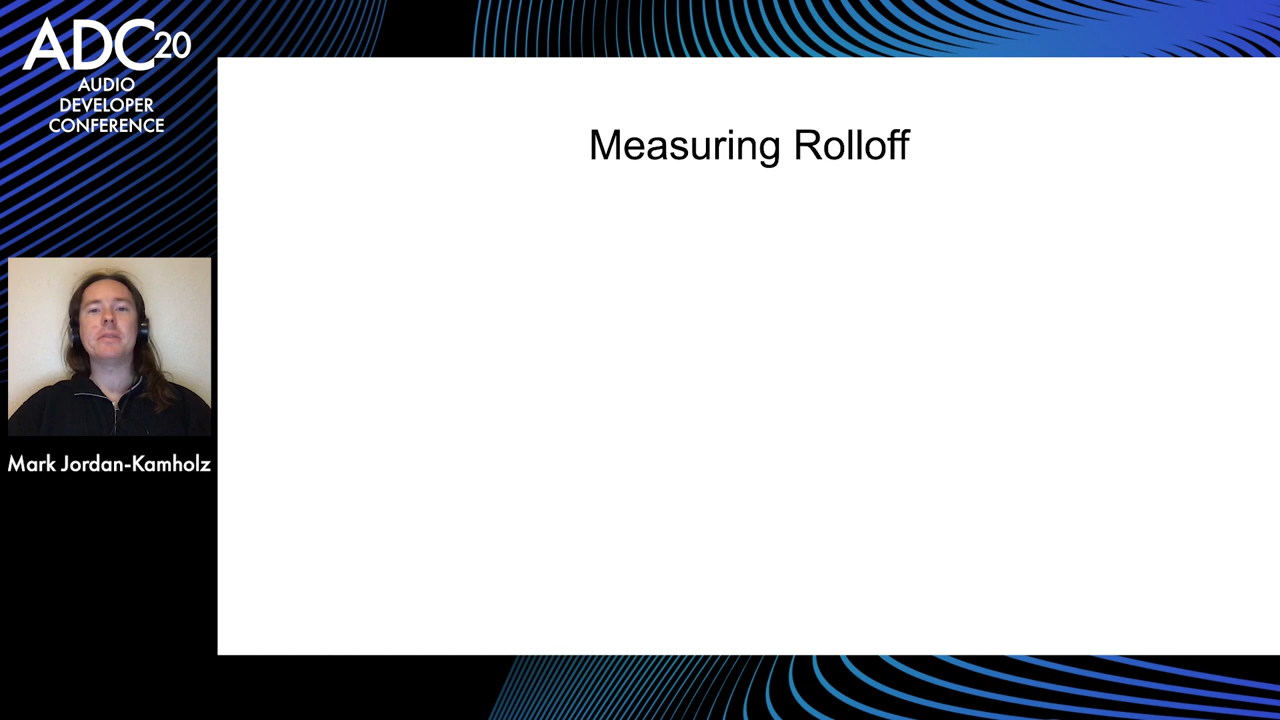 ADC20
AUDIO
DEVELOPER
CONFERENCE
Measuring Rolloff
Mark Jordan-Kamholz